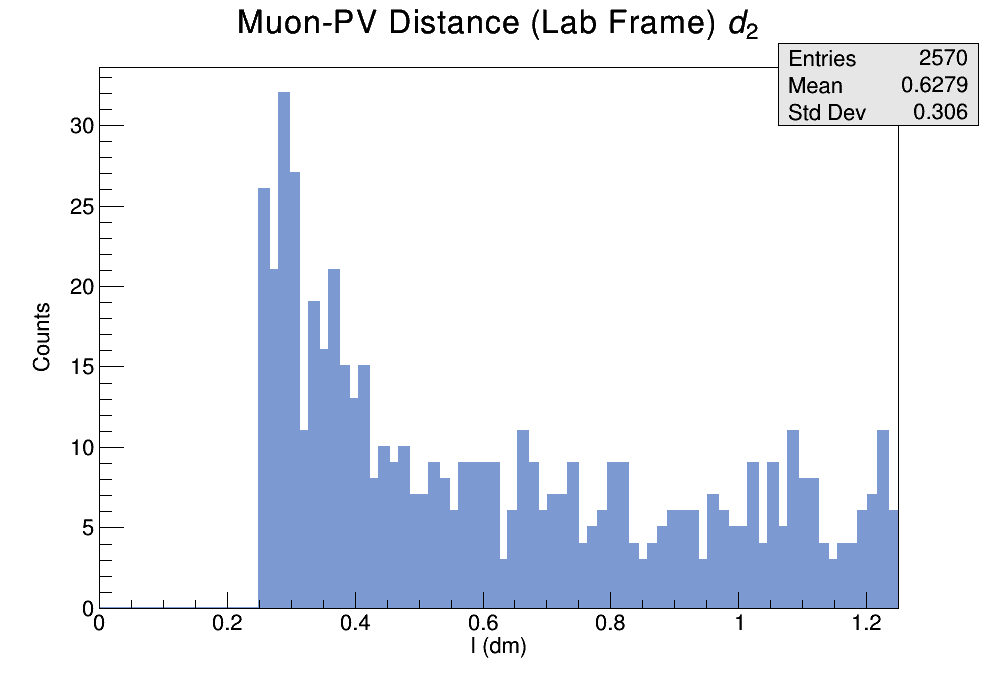 Muon-PV Distance (Lab Frame) d2
Entries 2570
Mean 0.6279
Std Dev 0.306
30
25
20
15
10
5
0
Counts
0 0.2 0.4 0.6 0.8 1 1.2
l (dm)